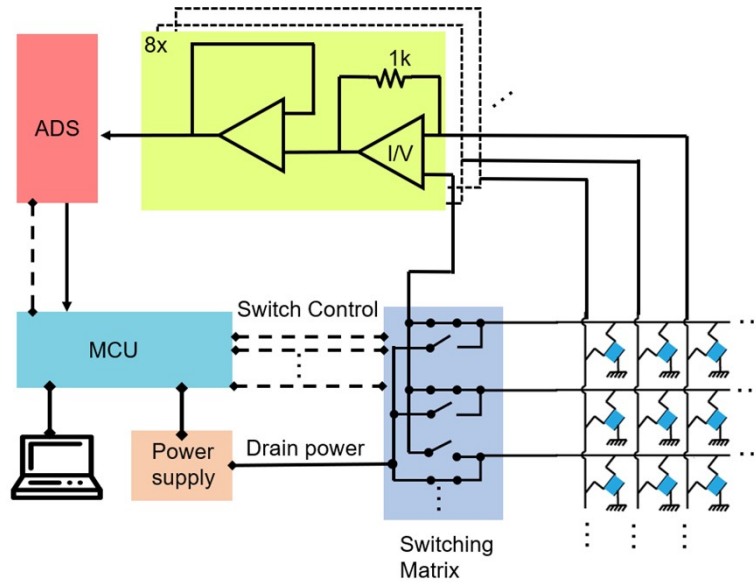 8x
1k
ADS
I/V
Switch Control
MCU
Power
supply
Drain power
Switching
Matrix